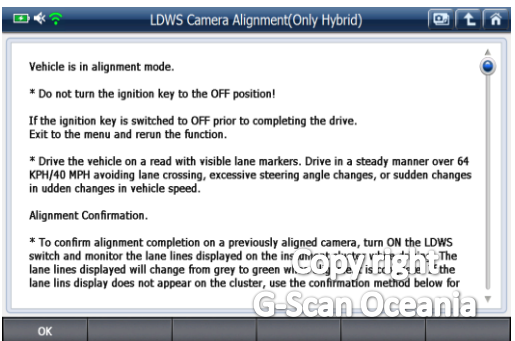 LDWS Camera Alignment(Only Hybrid)
Vehicle is in alignment mode.
* Do not turn the ignition key to the OFF position!
If the ignition key is switched to OFF prior to completing the drive.
Exit to the menu and rerun the function.
* Drive the vehicle on a read with visible lane markers. Drive in a steady manner over 64
KPH/40 MPH avoiding lane crossing, excessive steering angle changes, or sudden changes
in udden changes in vehicle speed.
Alignment Confirmation.
* To confirm alignment completion on a previously aligned camera, turn ON the LDWS
switch and monitor the lane lines displayed on the The
lane lines displayed will change from grey to green the
lane lins display does not appear on the cluster, use the confirmation method below for
Copyright
G-Scan Oceania
OK